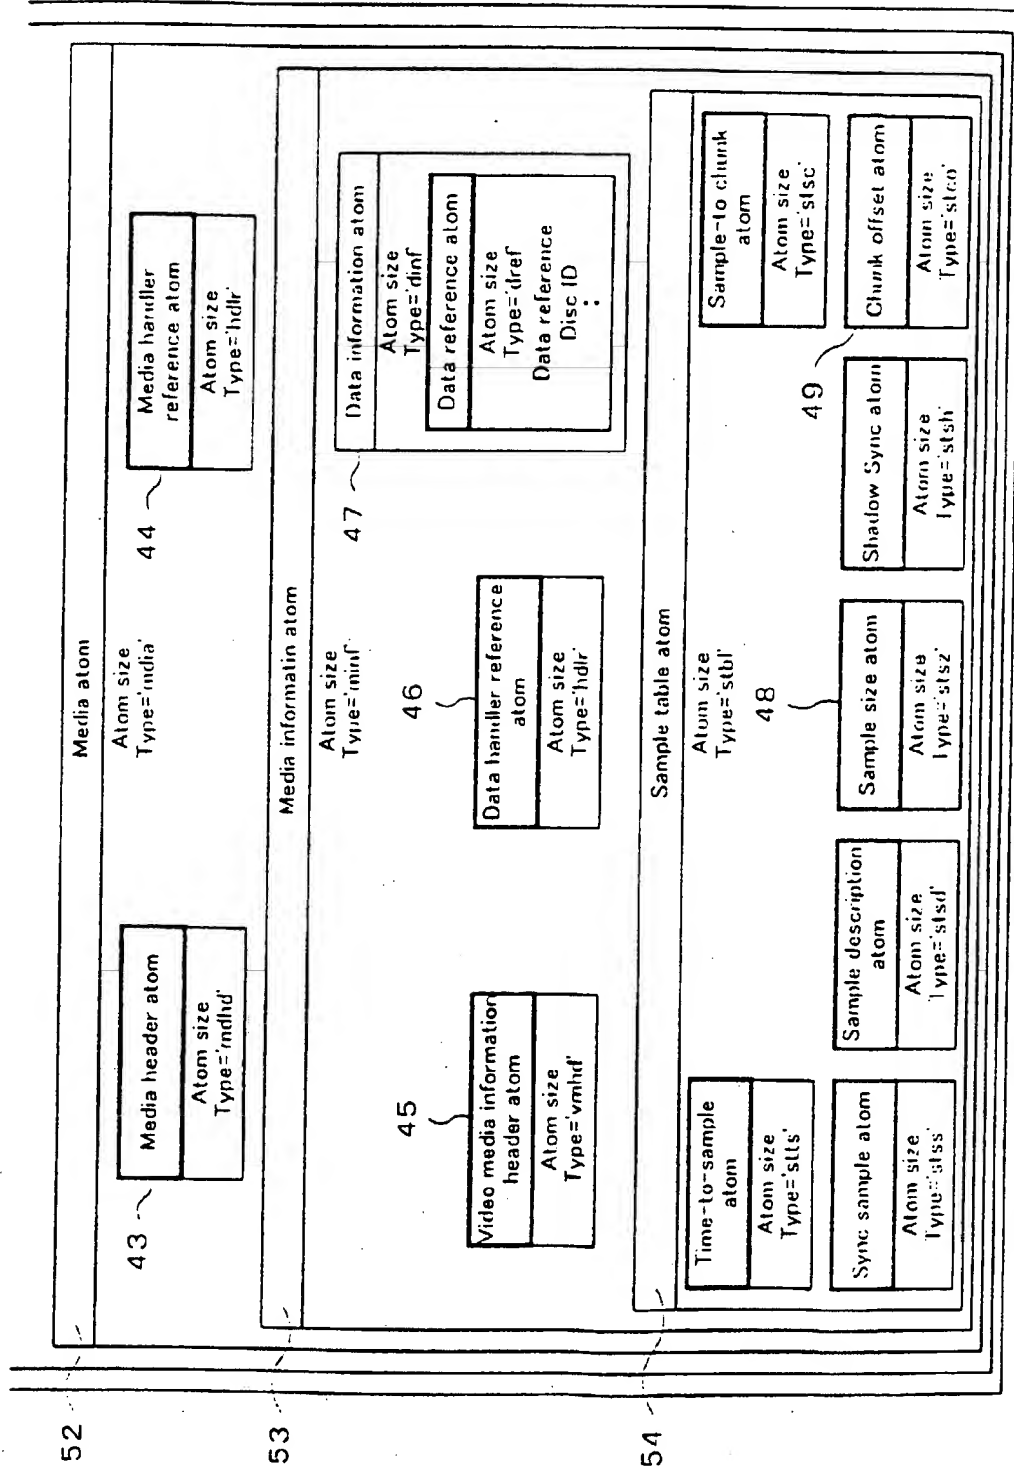 52
Media atom
Atom size
Type='mdia'
43
Media header atom
Atom size
Type='mdhd'
44
Media handler
reference atom
Atom size
Type='hdlr'
53
Media informatin atom
Atom size
Type='minf'
45
Video media information
header atom
Atom size
Type='vmhd'
46
Data handler reference
atom
Atom size
Type='hdlr'
47
Data information atom
Atom size
Type='dinf'
Data reference atom
Atom size
Type='dref'
Data reference
Disc ID
:
54
Sample table atom
Atom size
Type='stbl'
Time-to-sample
atom
Atom size
Type='stts'
Sample-to chunk
atom
Atom size
Type='stsc'
Sync sample atom
Atom size
Type='stss'
Sample description
atom
Atom size
Type='stsd'
48
Sample size atom
Atom size
Type='stsz'
Shadow Sync atom
Atom size
Type='stsh'
49
Chunk offset atom
Atom size
Type='stco'